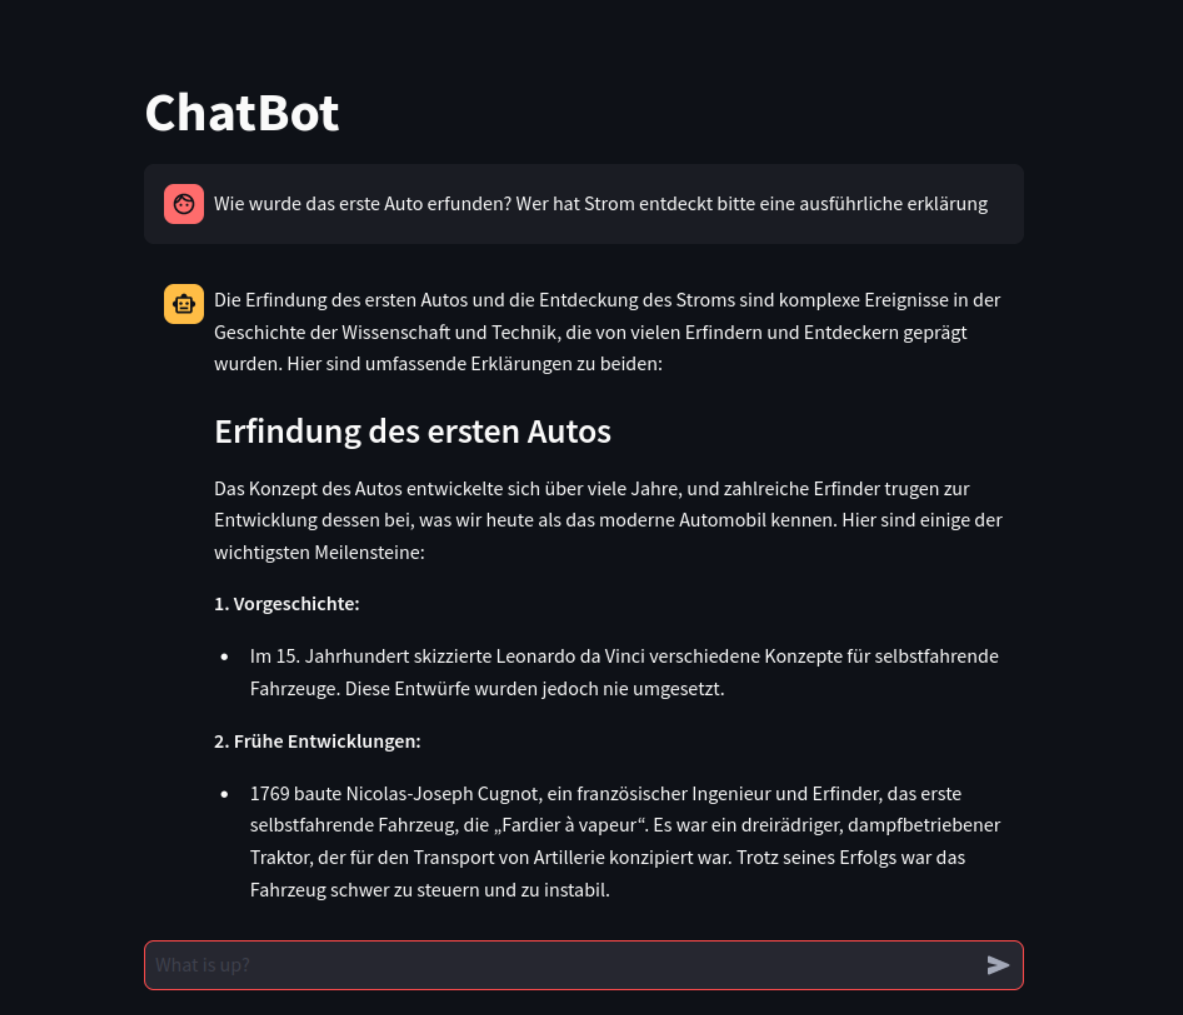 ChatBot
Wie wurde das erste Auto erfunden? Wer hat Strom entdeckt bitte eine ausführliche erklärung
Die Erfindung des ersten Autos und die Entdeckung des Stroms sind komplexe Ereignisse in der
Geschichte der Wissenschaft und Technik, die von vielen Erfindern und Entdeckern geprägt
wurden. Hier sind umfassende Erklärungen zu beiden:
Erfindung des ersten Autos
Das Konzept des Autos entwickelte sich über viele Jahre, und zahlreiche Erfinder trugen zur
Entwicklung dessen bei, was wir heute als das moderne Automobil kennen. Hier sind einige der
wichtigsten Meilensteine:
1. Vorgeschichte:
• Im 15. Jahrhundert skizzierte Leonardo da Vinci verschiedene Konzepte für selbstfahrende
Fahrzeuge. Diese Entwürfe wurden jedoch nie umgesetzt.
2. Frühe Entwicklungen:
• 1769 baute Nicolas-Joseph Cugnot, ein französischer Ingenieur und Erfinder, das erste
selbstfahrende Fahrzeug, die „Fardier à vapeur“. Es war ein dreirädriger, dampfbetriebener
Traktor, der für den Transport von Artillerie konzipiert war. Trotz seines Erfolgs war das
Fahrzeug schwer zu steuern und zu instabil.
What is up?